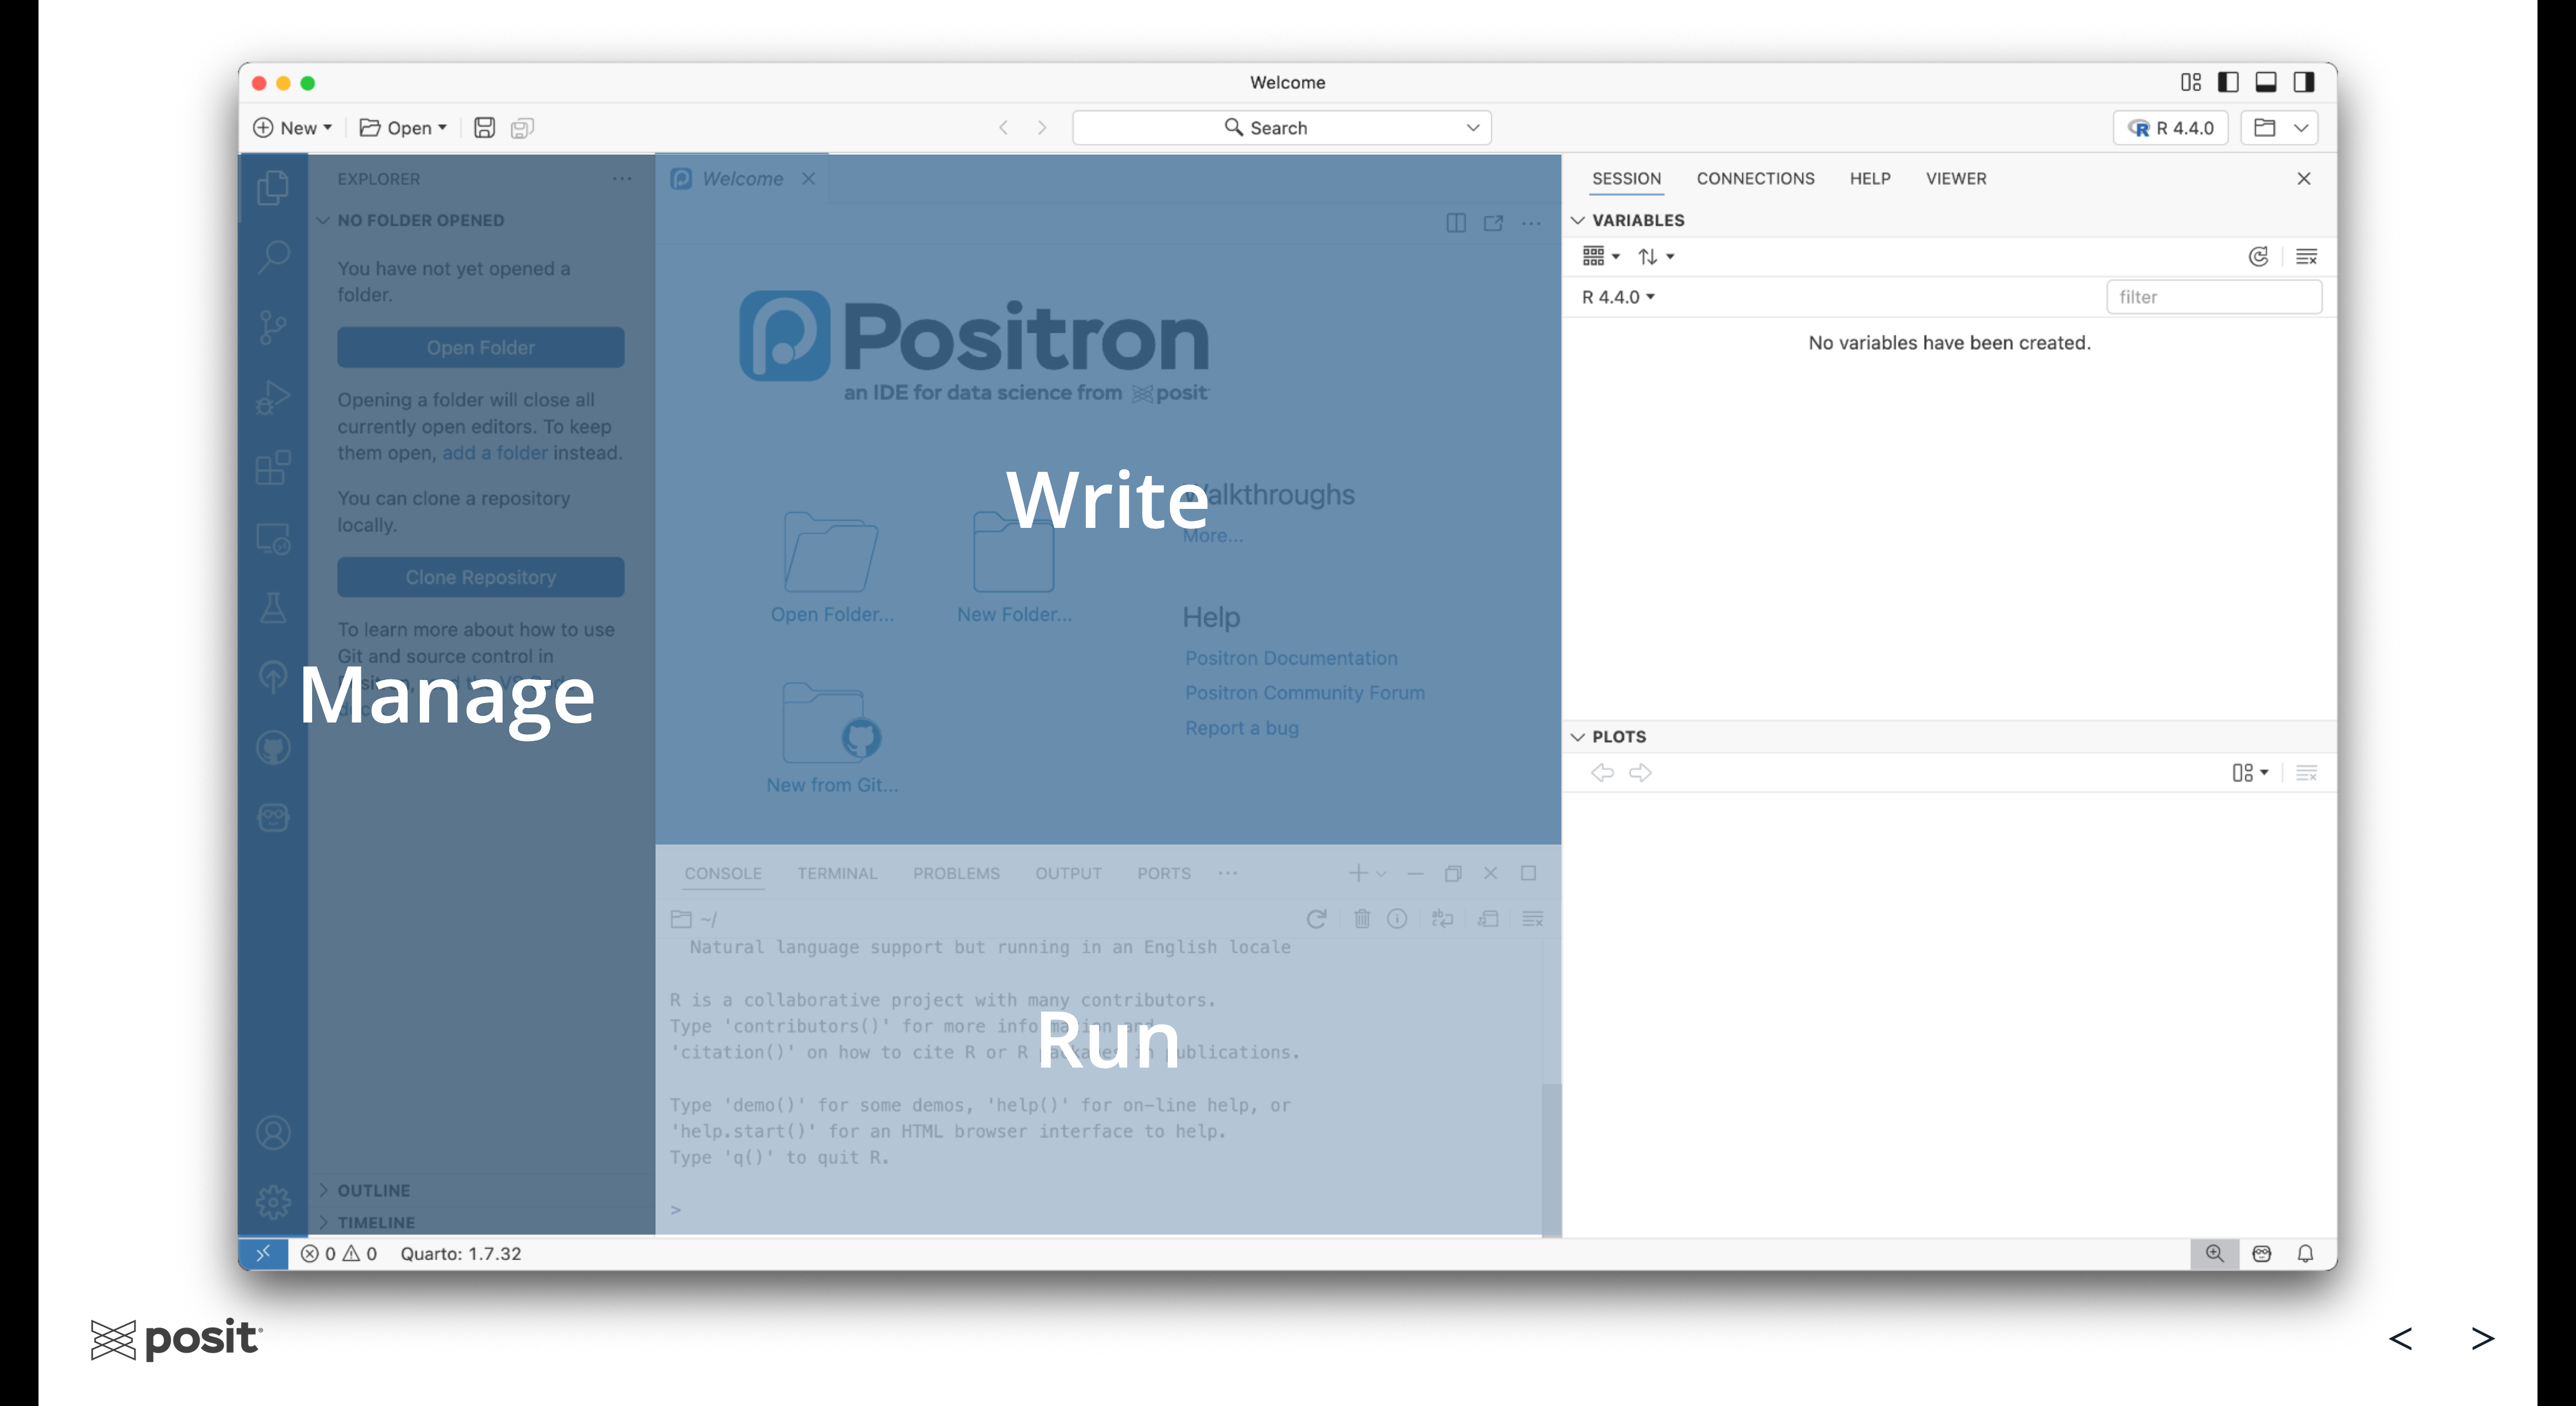 Welcome
New
Open
Search
R 4.4.0
EXPLORER
NO FOLDER OPENED
You have not yet opened a
folder.
Open Folder
Opening a folder will close all
currently open editors. To keep
them open, add a folder instead.
You can clone a repository
locally.
Clone Repository
To learn more about how to use
Git and source control in
Manage
OUTLINE
TIMELINE
Welcome
Positron
an IDE for data science from posit
Write
Walkthroughs
More...
Open Folder...
New Folder...
New from Git...
Help
Positron Documentation
Positron Community Forum
Report a bug
CONSOLE TERMINAL PROBLEMS OUTPUT PORTS
~/
Natural language support but running in an English locale
R is a collaborative project with many contributors.
Type 'contributors()' for more information and
'citation()' on how to cite R or R packages in publications.
Run
Type 'demo()' for some demos, 'help()' for on-line help, or
'help.start()' for an HTML browser interface to help.
Type 'q()' to quit R.
>
SESSION CONNECTIONS HELP VIEWER
VARIABLES
R 4.4.0
filter
No variables have been created.
PLOTS
0 0 Quarto: 1.7.32
posit
< >